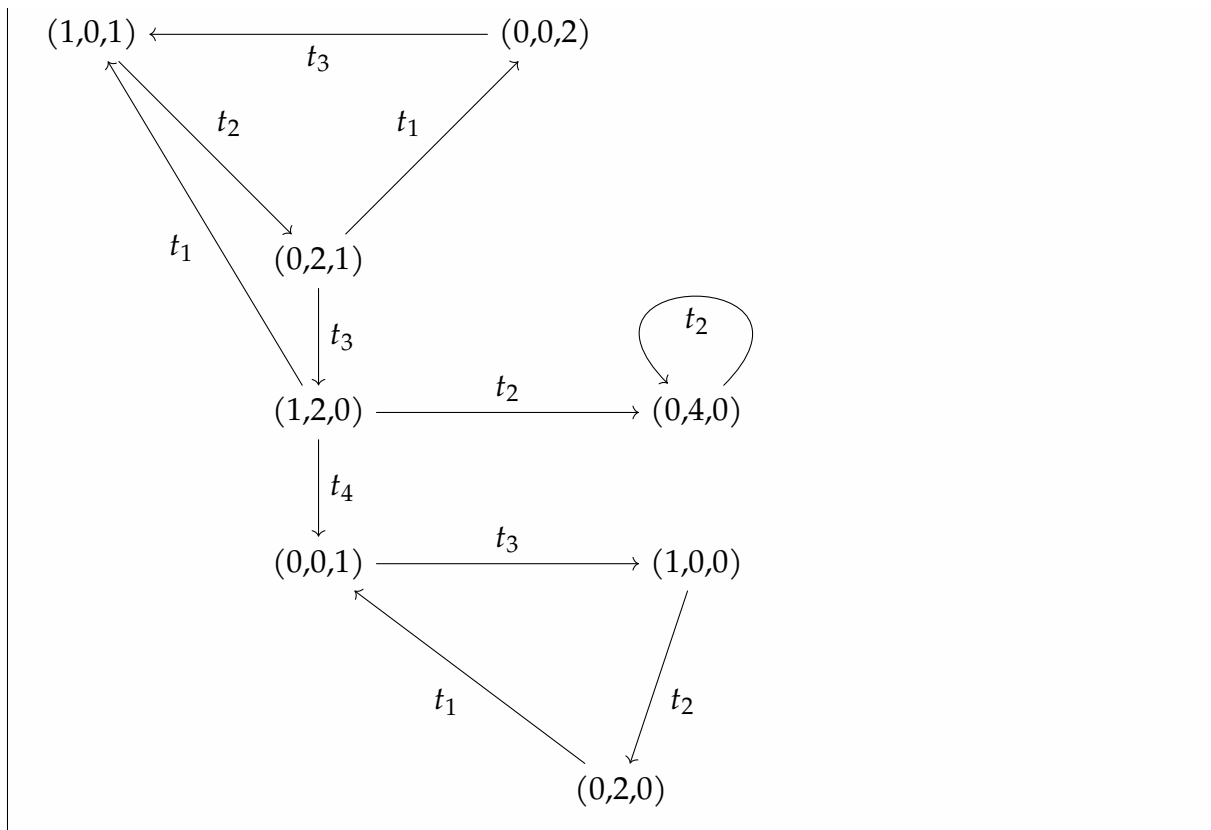 (1,0,1) (0,0,2)
t3
t2 t1
t1
(0,2,1)
t3
t2
(1,2,0) t2 (0,4,0)
t4
(0,0,1) t3 (1,0,0)
t1 t2
(0,2,0)